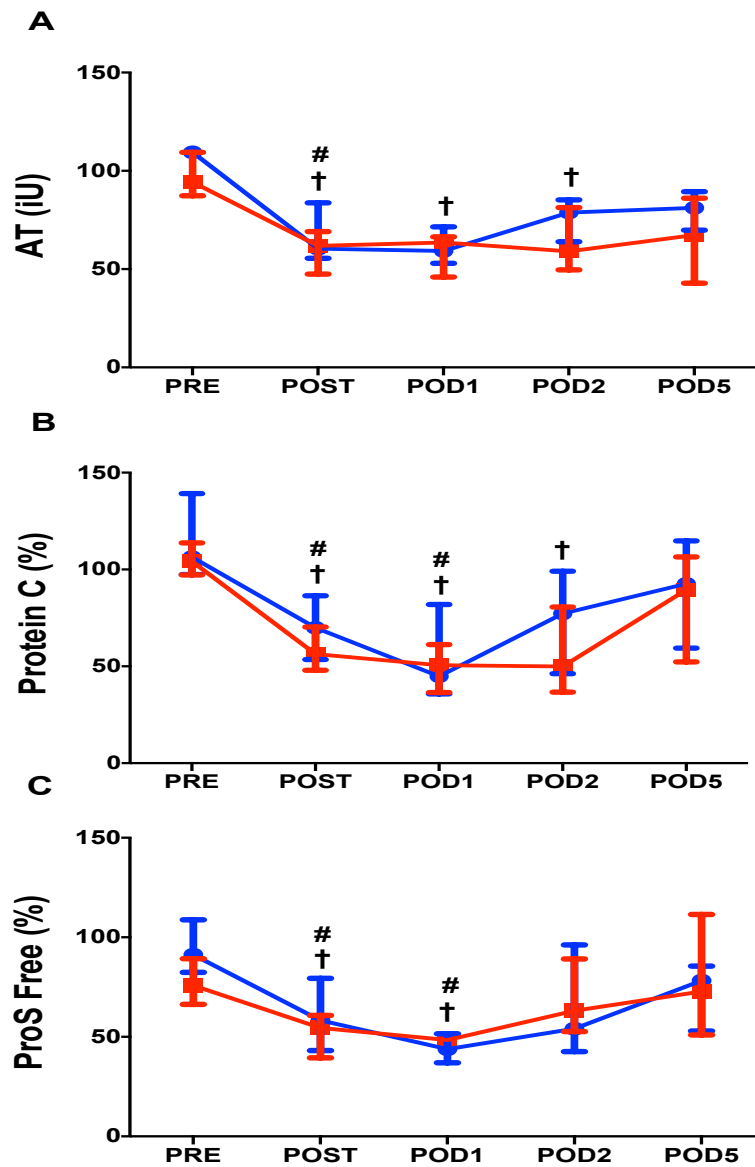 A
AT (iU)
150
100
50
0
#
†
†
†
PRE POST POD1 POD2 POD5
B
Protein C (%)
150
100
50
0
# #
† † †
PRE POST POD1 POD2 POD5
C
ProS Free (%)
150
100
50
0
# #
† †
PRE POST POD1 POD2 POD5